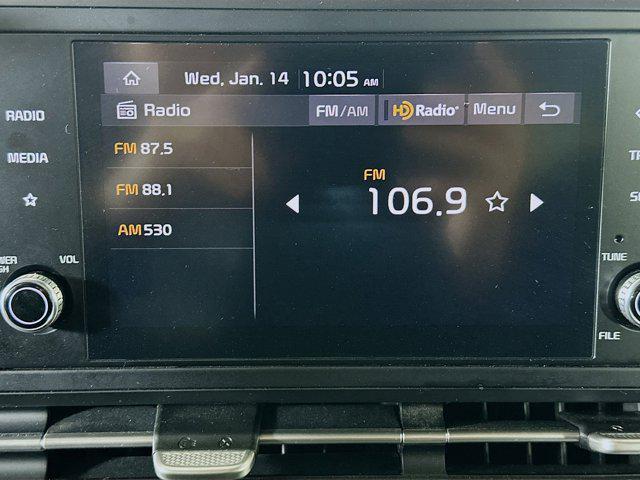 Wed, Jan. 14 10:05 AM
Radio FM/AM HD Radio Menu
RADIO
MEDIA
FM 87.5
FM 88.1
AM 530
FM
106.9
VOL
TUNE
FILE